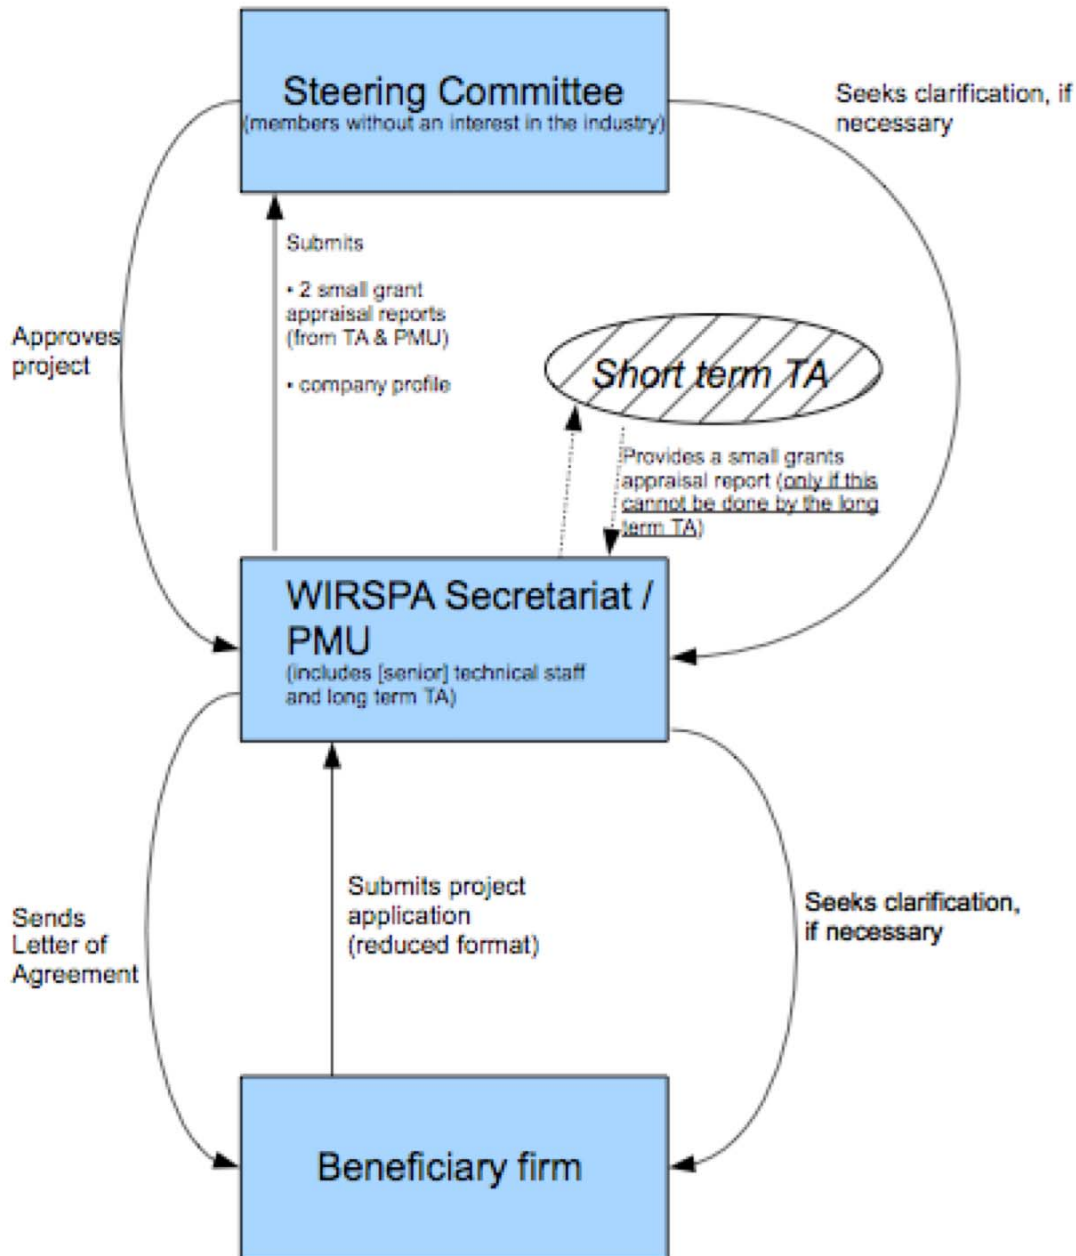 Steering Committee
(members without an interest in the industry)
Seeks clarification, if
necessary
Submits
• 2 small grant
appraisal reports
(from TA & PMU)
• company profile
Approves
project
Short term TA
Provides a small grants
appraisal report (only if this
cannot be done by the long
term TA)
WIRSPA Secretariat /
PMU
(includes [senior] technical staff
and long term TA)
Submits project
application
(reduced format)
Sends
Letter of
Agreement
Seeks clarification,
if necessary
Beneficiary firm